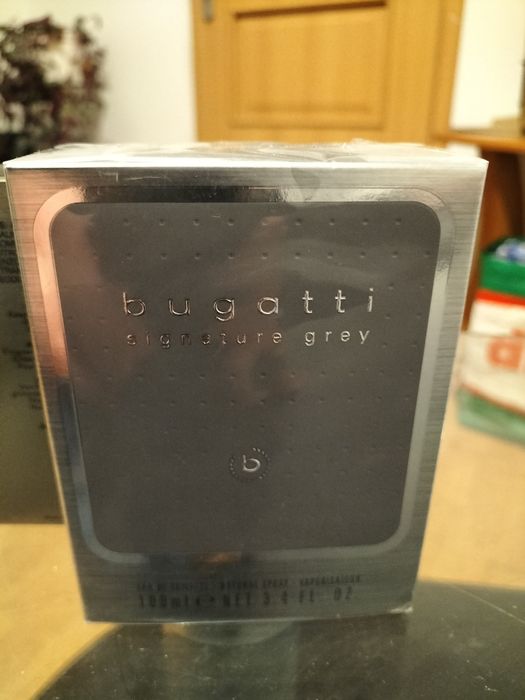 bugatti
signature grey
b
EAU DE TOILETTE · NATURAL SPRAY · VAPORISATEUR
100ml ℮ NET 3.4 FL. OZ